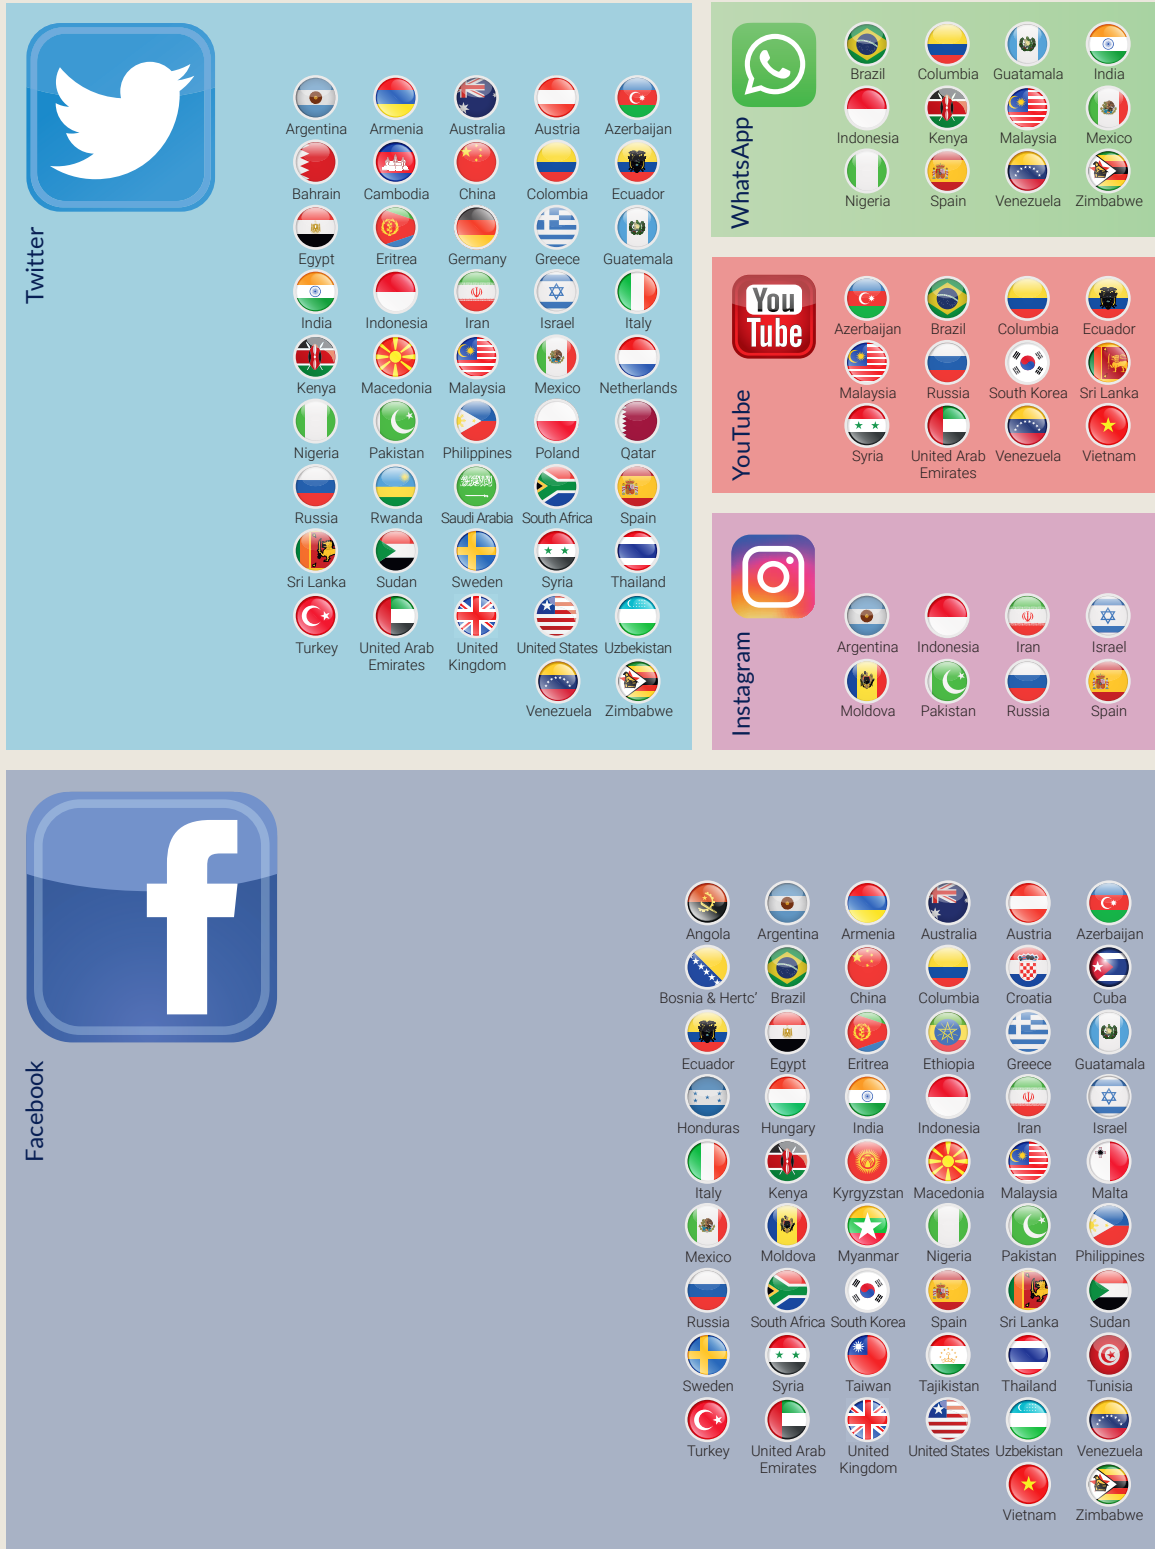 Twitter
Argentina Armenia Australia Austria Azerbaijan
Bahrain Cambodia China Colombia Ecuador
Egypt Eritrea Germany Greece Guatemala
India Indonesia Iran Israel Italy
Kenya Macedonia Malaysia Mexico Netherlands
Nigeria Pakistan Philippines Poland Qatar
Russia Rwanda Saudi Arabia South Africa Spain
Sri Lanka Sudan Sweden Syria Thailand
Turkey United Arab United United States Uzbekistan
Emirates Kingdom
Venezuela Zimbabwe
WhatsApp
Brazil Columbia Guatamala India
Indonesia Kenya Malaysia Mexico
Nigeria Spain Venezuela Zimbabwe
You
Tube
YouTube
Azerbaijan Brazil Columbia Ecuador
Malaysia Russia South Korea Sri Lanka
Syria United Arab Venezuela Vietnam
Emirates
Instagram
Argentina Indonesia Iran Israel
Moldova Pakistan Russia Spain
f
Facebook
Angola Argentina Armenia Australia Austria Azerbaijan
Bosnia & Hertc’ Brazil China Columbia Croatia Cuba
Ecuador Egypt Eritrea Ethiopia Greece Guatamala
Honduras Hungary India Indonesia Iran Israel
Italy Kenya Kyrgyzstan Macedonia Malaysia Malta
Mexico Moldova Myanmar Nigeria Pakistan Philippines
Russia South Africa South Korea Spain Sri Lanka Sudan
Sweden Syria Taiwan Tajikistan Thailand Tunisia
Turkey United Arab United United States Uzbekistan Venezuela
Emirates Kingdom
Vietnam Zimbabwe